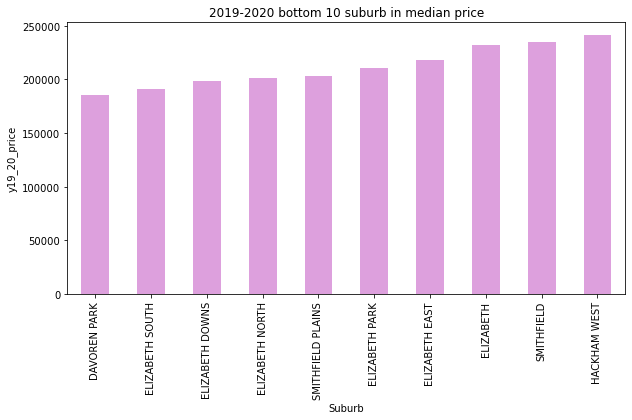 2019-2020 bottom 10 suburb in median price
y19_20_price
250000
200000
150000
100000
50000
0
DAVOREN PARK
ELIZABETH SOUTH
ELIZABETH DOWNS
ELIZABETH NORTH
SMITHFIELD PLAINS
ELIZABETH PARK
ELIZABETH EAST
ELIZABETH
SMITHFIELD
HACKHAM WEST
Suburb